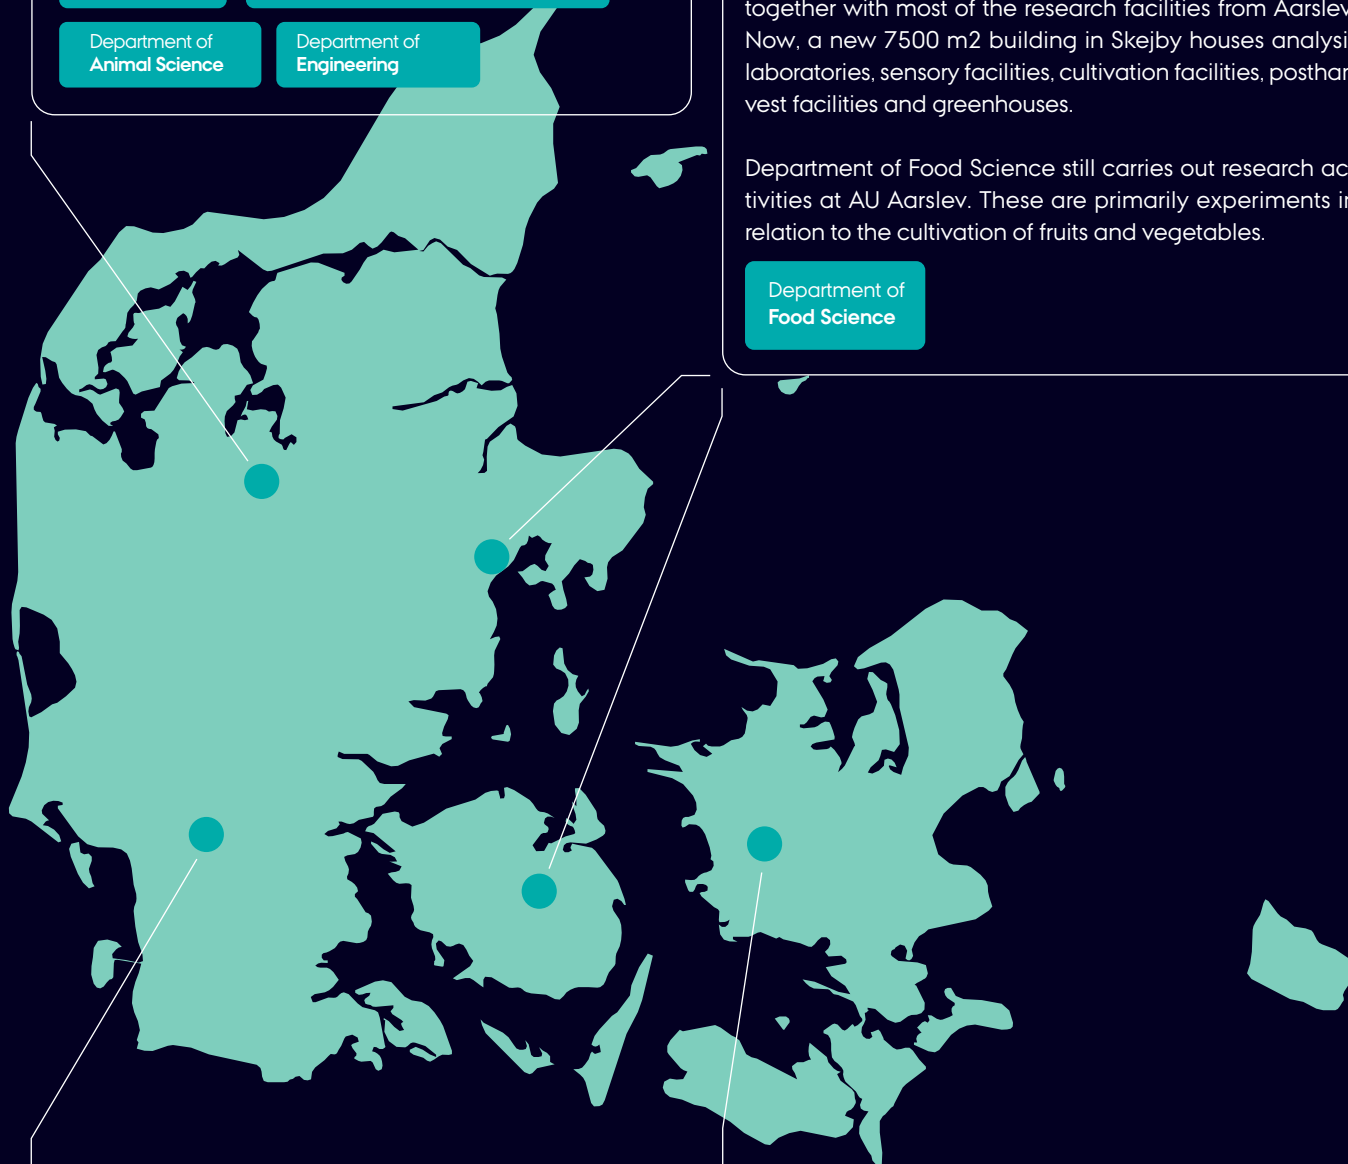 Department of
Animal Science
Department of
Engineering
together with most of the research facilities from Aarslev
Now, a new 7500 m2 building in Skejby houses analysi
laboratories, sensory facilities, cultivation facilities, posthar
vest facilities and greenhouses.
Department of Food Science still carries out research ac
tivities at AU Aarslev. These are primarily experiments in
relation to the cultivation of fruits and vegetables.
Department of
Food Science